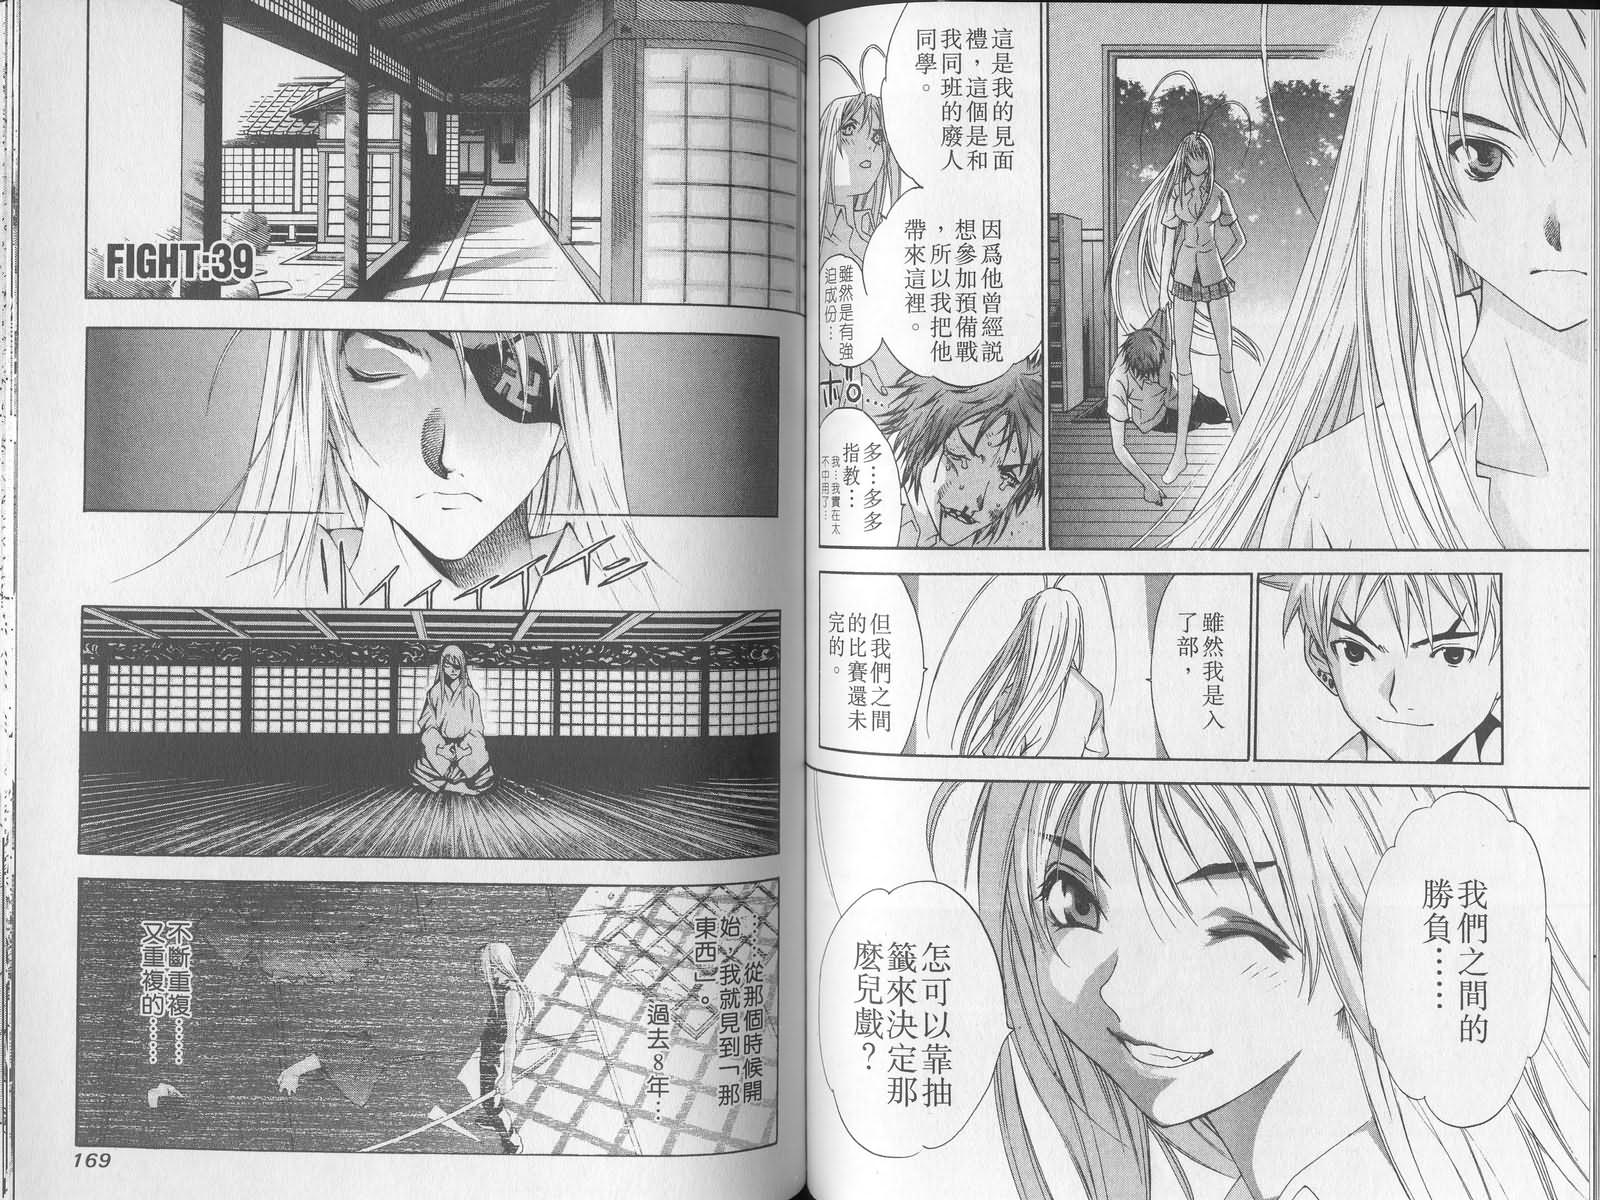 這是我的見面
禮，這個是和
我同班的廢人
同學。
因爲他曾經說
想參加預備戰
，所以我把他
帶來這裡。
雖然是有強
迫成份…
ボロ…
多…多多
指教…
我…我實在太
不中用了…
雖然我是入
了部，
但我們之間
的比賽還未
完的。
我們之間的
勝負……
怎可以靠抽
籤來決定那
麼兒戲？
FIGHT:39
……從那個時候開
始，我就見到「那
東西」。
過去8年…
不斷重複……
又重複的……
169